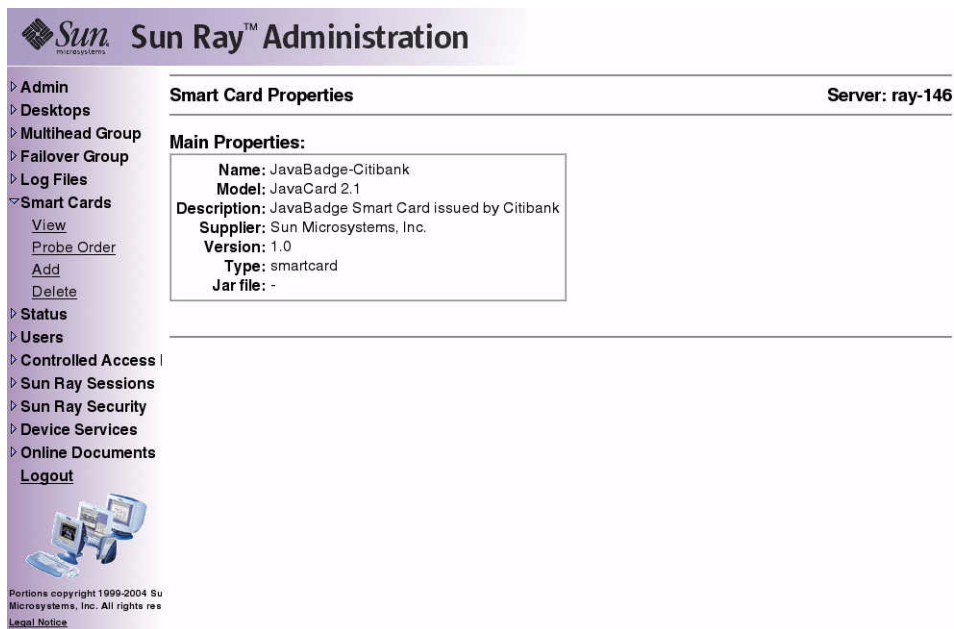 Sun microsystems Sun Ray™ Administration
Admin
Desktops
Multihead Group
Failover Group
Log Files
Smart Cards
View
Probe Order
Add
Delete
Status
Users
Controlled Access
Sun Ray Sessions
Sun Ray Security
Device Services
Online Documents
Logout
Portions copyright 1999-2004 Su
Microsystems, Inc. All rights res
Legal Notice
Smart Card Properties Server: ray-146
Main Properties:
Name: JavaBadge-Citibank
Model: JavaCard 2.1
Description: JavaBadge Smart Card issued by Citibank
Supplier: Sun Microsystems, Inc.
Version: 1.0
Type: smartcard
Jar file: -